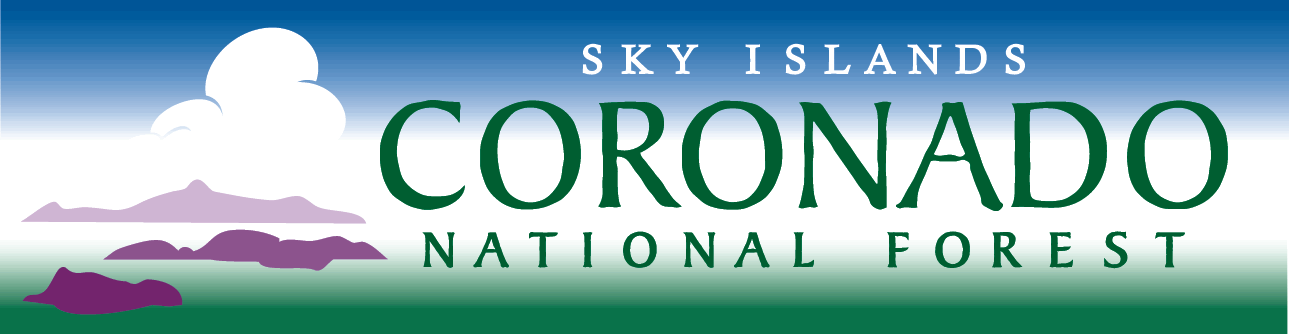 SKY ISLANDS
CORONADO
NATIONAL FOREST